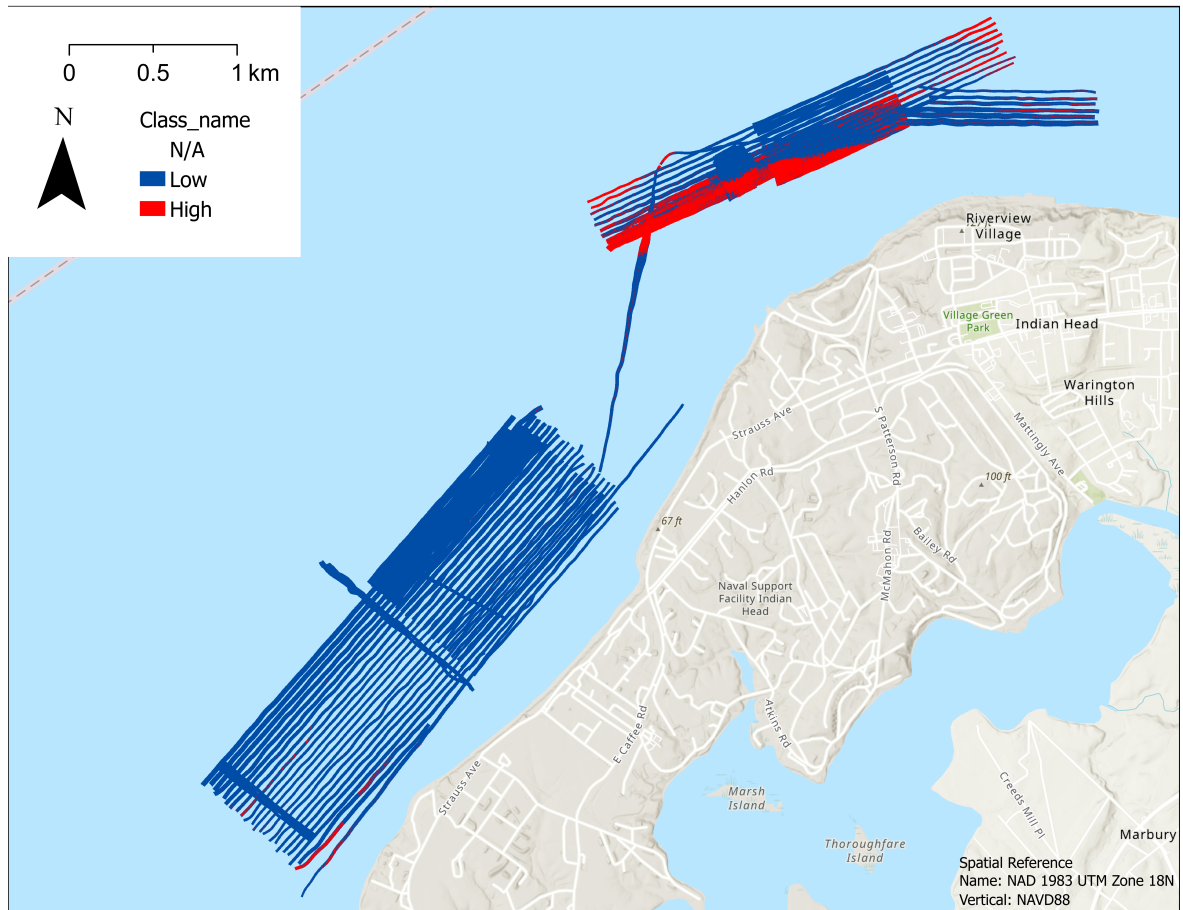 0 0.5 1 km
N
Class_name
N/A
Low
High
Riverview
Village
Village Green
Park
Indian Head
Warington
Hills
Strauss Ave
S Patterson Rd
Mattingly Ave
Hanlon Rd
100 ft
67 ft
McMahon Rd
Bailey Rd
Naval Support
Facility Indian
Head
E Caffee Rd
Atkins Rd
Strauss Ave
Marsh
Island
Creeds Mill Pl
Thoroughfare
Island
Marbury
Spatial Reference
Name: NAD 1983 UTM Zone 18N
Vertical: NAVD88